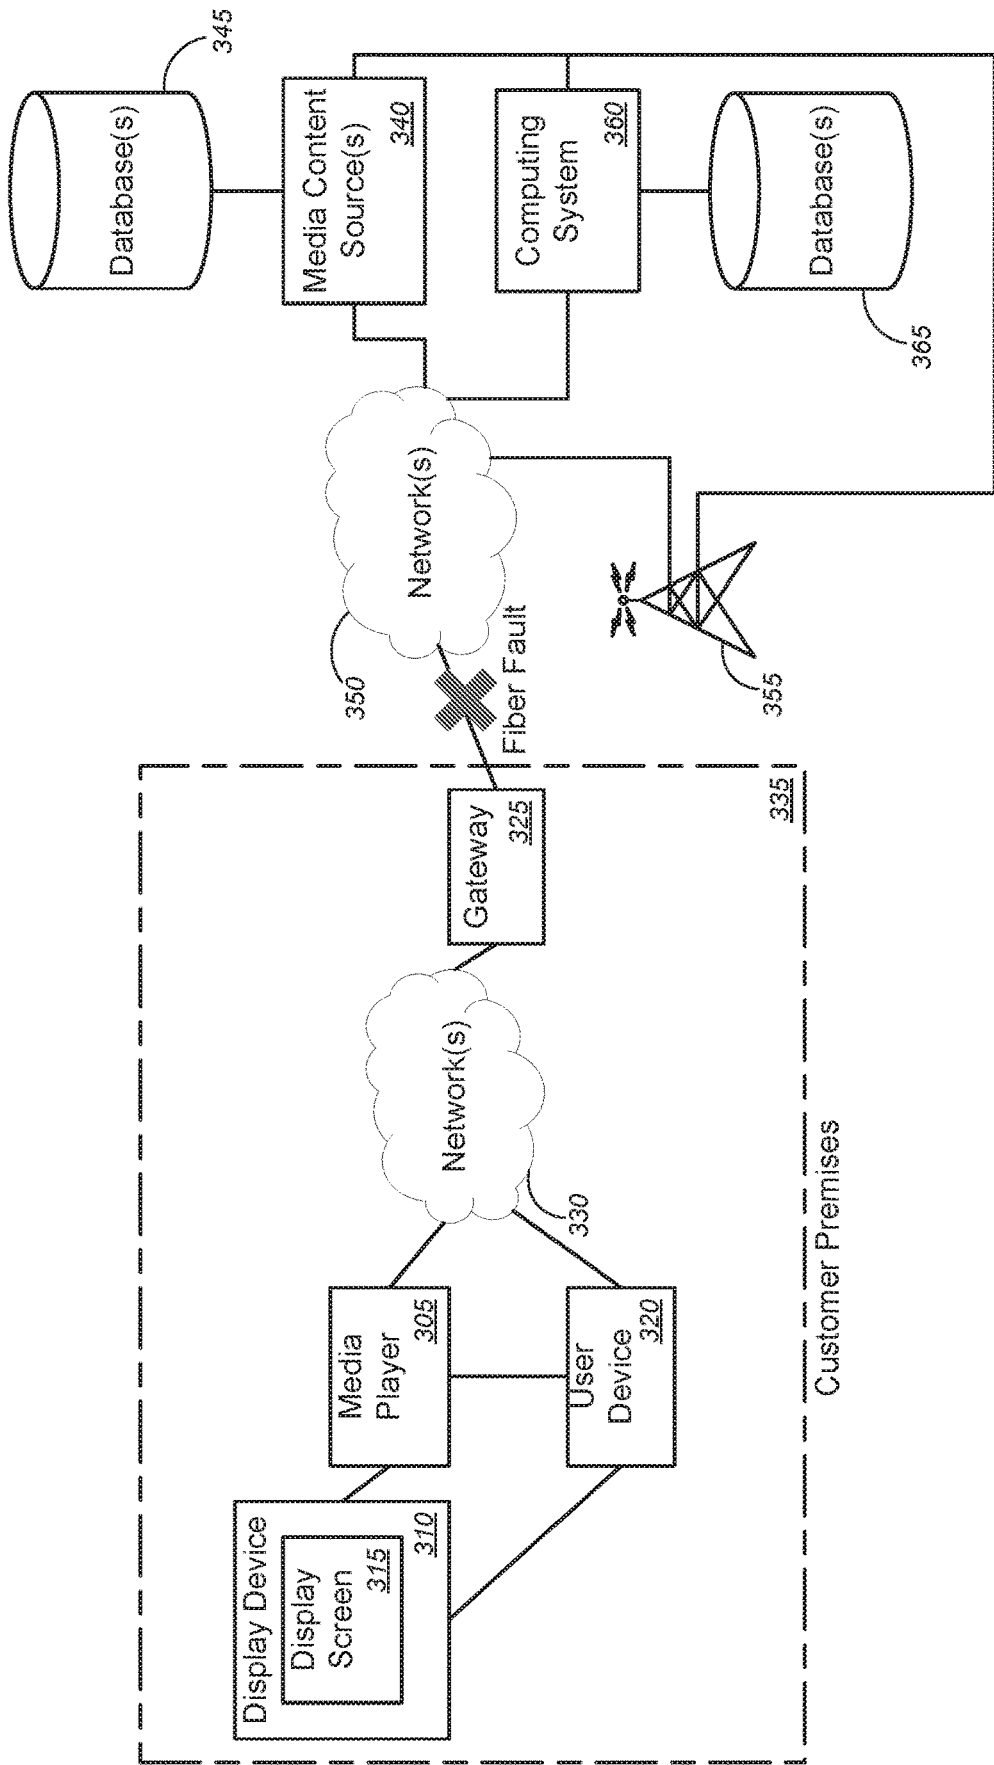 Display Device
Display
Screen
315
310
Media
Player
305
User
Device
320
Network(s)
330
Gateway
325
335
Customer Premises
Fiber Fault
Network(s)
350
355
Database(s)
345
Media Content
Source(s)
340
Computing
System
360
Database(s)
365